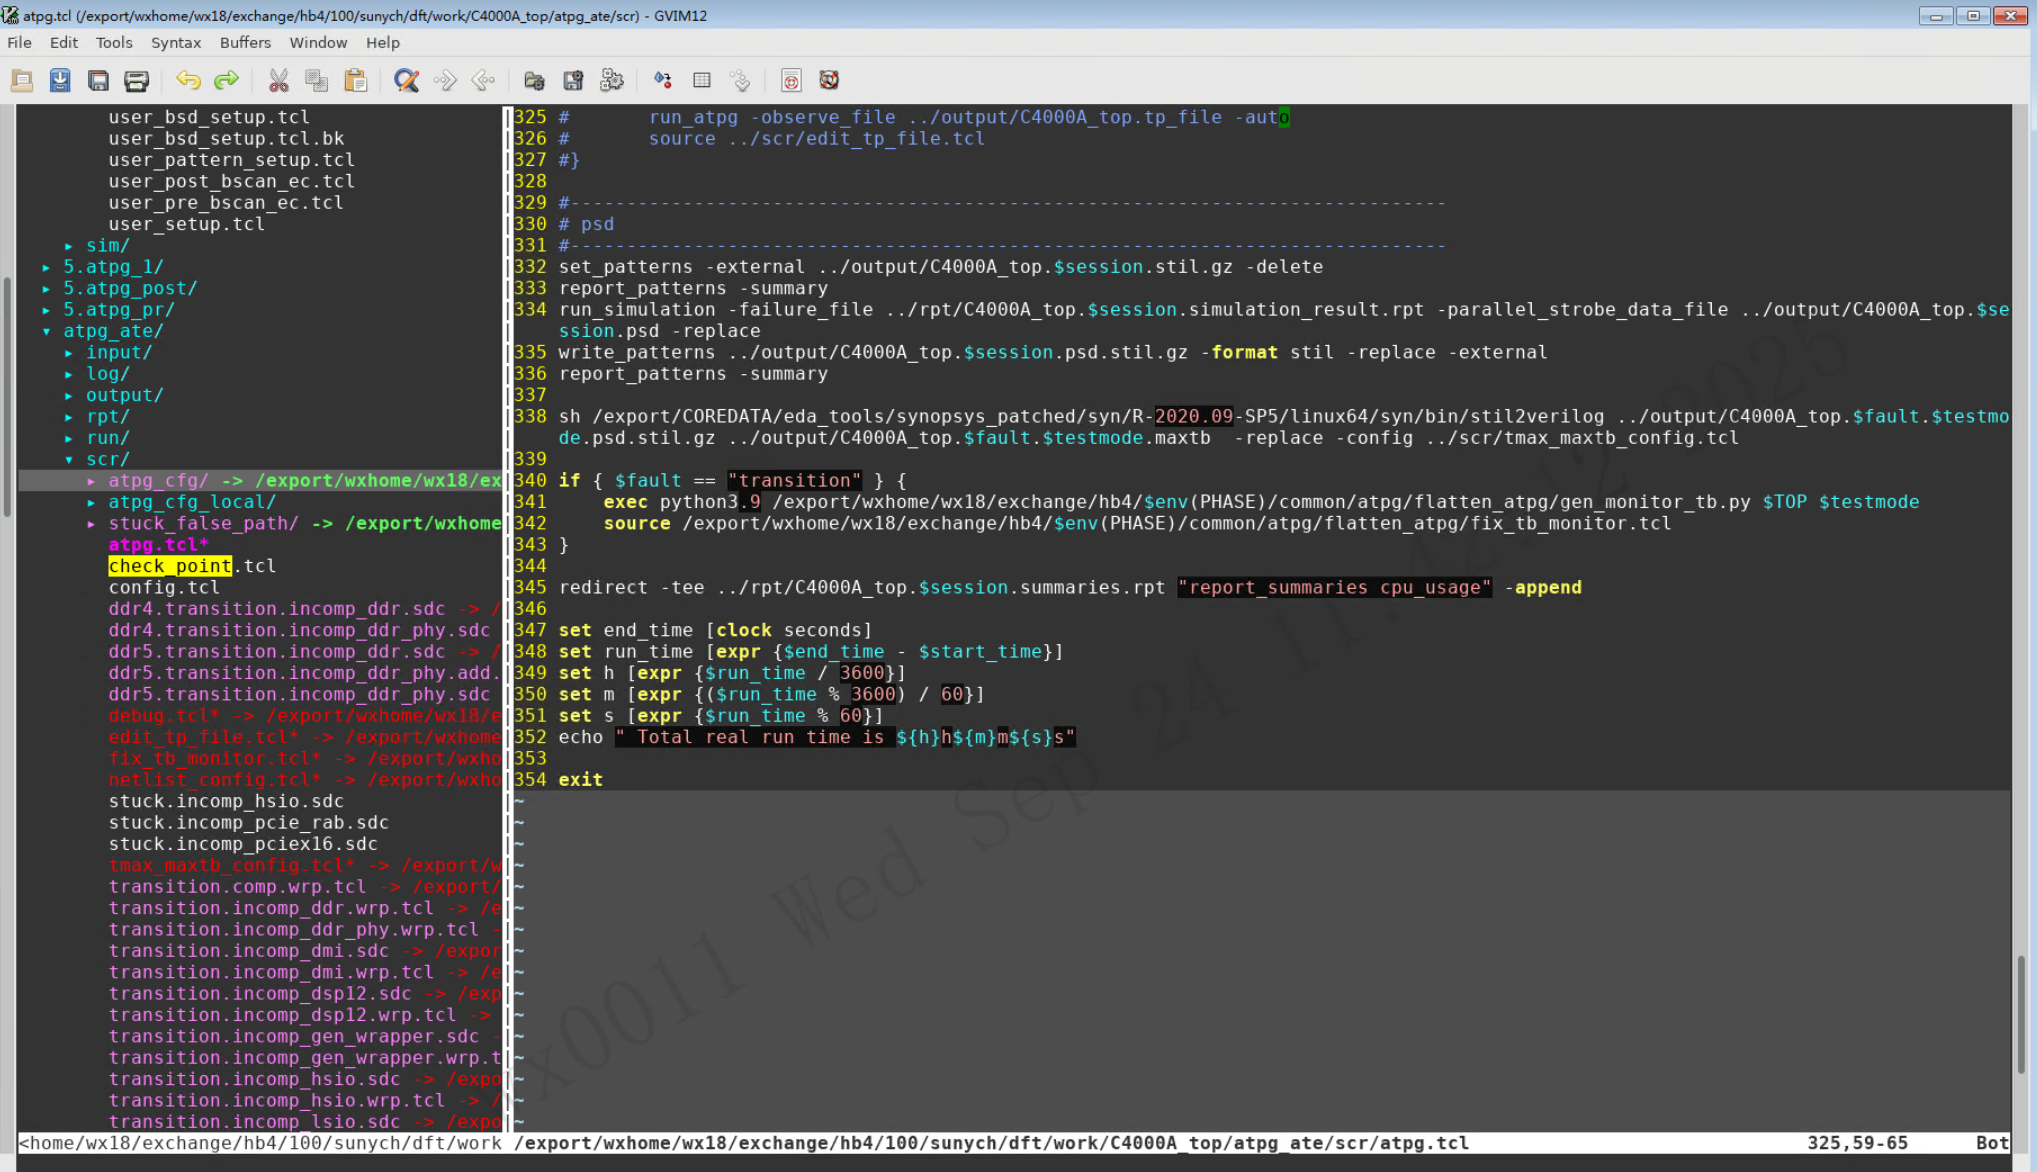 atpg.tcl (/export/wxhome/wx18/exchange/hb4/100/sunych/dft/work/C4000A_top/atpg_ate/scr) - GVIM12
File Edit Tools Syntax Buffers Window Help
user_bsd_setup.tcl
user_bsd_setup.tcl.bk
user_pattern_setup.tcl
user_post_bscan_ec.tcl
user_pre_bscan_ec.tcl
user_setup.tcl
▸ sim/
▸ 5.atpg_1/
▸ 5.atpg_post/
▸ 5.atpg_pr/
▾ atpg_ate/
▸ input/
▸ log/
▸ output/
▸ rpt/
▸ run/
▾ scr/
▸ atpg_cfg/ -> /export/wxhome/wx18/ex
▸ atpg_cfg_local/
▸ stuck_false_path/ -> /export/wxhome
atpg.tcl*
check_point.tcl
config.tcl
ddr4.transition.incomp_ddr.sdc -> /
ddr4.transition.incomp_ddr_phy.sdc
ddr5.transition.incomp_ddr.sdc -> /
ddr5.transition.incomp_ddr_phy.add.
ddr5.transition.incomp_ddr_phy.sdc
debug.tcl* -> /export/wxhome/wx18/e
edit_tp_file.tcl* -> /export/wxhome
fix_tb_monitor.tcl* -> /export/wxho
netlist_config.tcl* -> /export/wxho
stuck.incomp_hsio.sdc
stuck.incomp_pcie_rab.sdc
stuck.incomp_pciex16.sdc
tmax_maxtb_config.tcl* -> /export/w
transition.comp.wrp.tcl -> /export/
transition.incomp_ddr.wrp.tcl -> /e
transition.incomp_ddr_phy.wrp.tcl -
transition.incomp_dmi.sdc -> /expor
transition.incomp_dmi.wrp.tcl -> /e
transition.incomp_dsp12.sdc -> /exp
transition.incomp_dsp12.wrp.tcl ->
transition.incomp_gen_wrapper.sdc -
transition.incomp_gen_wrapper.wrp.t
transition.incomp_hsio.sdc -> /expo
transition.incomp_hsio.wrp.tcl -> /
transition.incomp_lsio.sdc -> /expo
325 #       run_atpg -observe_file ../output/C4000A_top.tp_file -auto
326 #       source ../scr/edit_tp_file.tcl
327 #}
328
329 #------------------------------------------------------------------------------
330 # psd
331 #------------------------------------------------------------------------------
332 set_patterns -external ../output/C4000A_top.$session.stil.gz -delete
333 report_patterns -summary
334 run_simulation -failure_file ../rpt/C4000A_top.$session.simulation_result.rpt -parallel_strobe_data_file ../output/C4000A_top.$se
ssion.psd -replace
335 write_patterns ../output/C4000A_top.$session.psd.stil.gz -format stil -replace -external
336 report_patterns -summary
337
338 sh /export/COREDATA/eda_tools/synopsys_patched/syn/R-2020.09-SP5/linux64/syn/bin/stil2verilog ../output/C4000A_top.$fault.$testmo
de.psd.stil.gz ../output/C4000A_top.$fault.$testmode.maxtb  -replace -config ../scr/tmax_maxtb_config.tcl
339
340 if { $fault == "transition" } {
341     exec python3.9 /export/wxhome/wx18/exchange/hb4/$env(PHASE)/common/atpg/flatten_atpg/gen_monitor_tb.py $TOP $testmode
342     source /export/wxhome/wx18/exchange/hb4/$env(PHASE)/common/atpg/flatten_atpg/fix_tb_monitor.tcl
343 }
344
345 redirect -tee ../rpt/C4000A_top.$session.summaries.rpt "report_summaries cpu_usage" -append
346
347 set end_time [clock seconds]
348 set run_time [expr {$end_time - $start_time}]
349 set h [expr {$run_time / 3600}]
350 set m [expr {($run_time % 3600) / 60}]
351 set s [expr {$run_time % 60}]
352 echo " Total real run time is ${h}h${m}m${s}s"
353
354 exit
<home/wx18/exchange/hb4/100/sunych/dft/work /export/wxhome/wx18/exchange/hb4/100/sunych/dft/work/C4000A_top/atpg_ate/scr/atpg.tcl 325,59-65 Bot